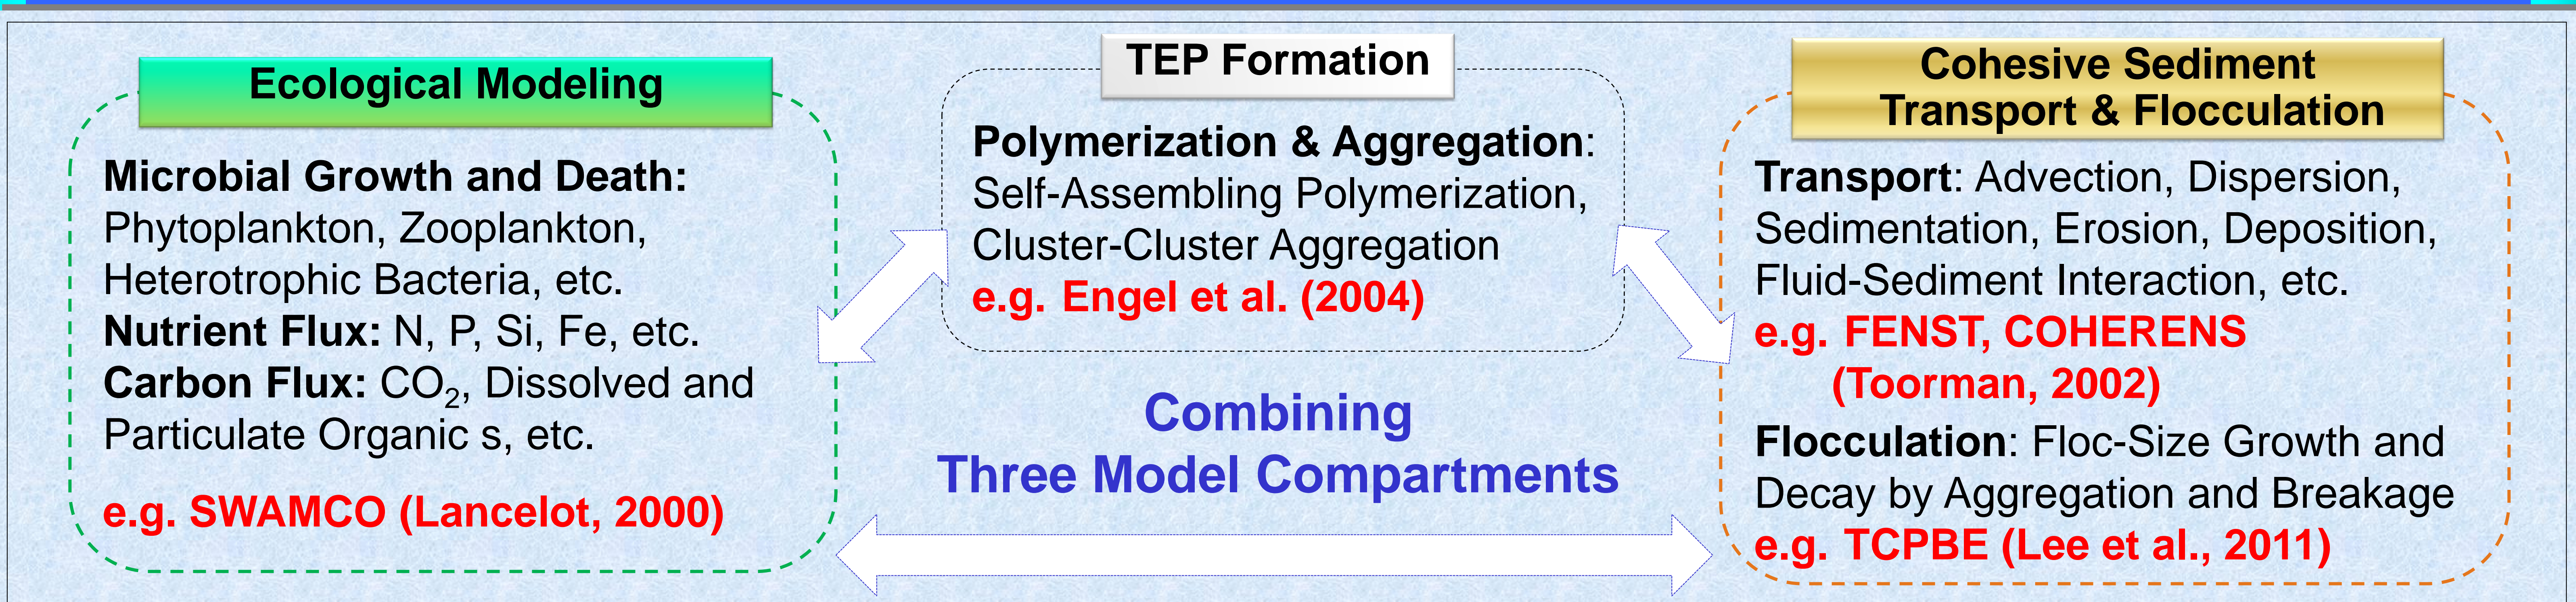 Ecological Modeling
Microbial Growth and Death:
Phytoplankton, Zooplankton,
Heterotrophic Bacteria, etc.
Nutrient Flux: N, P, Si, Fe, etc.
Carbon Flux: CO₂, Dissolved and
Particulate Organic s, etc.
e.g. SWAMCO (Lancelot, 2000)
TEP Formation
Polymerization & Aggregation:
Self-Assembling Polymerization,
Cluster-Cluster Aggregation
e.g. Engel et al. (2004)
Combining
Three Model Compartments
Cohesive Sediment
Transport & Flocculation
Transport: Advection, Dispersion,
Sedimentation, Erosion, Deposition,
Fluid-Sediment Interaction, etc.
e.g. FENST, COHERENS
(Toorman, 2002)
Flocculation: Floc-Size Growth and
Decay by Aggregation and Breakage
e.g. TCPBE (Lee et al., 2011)